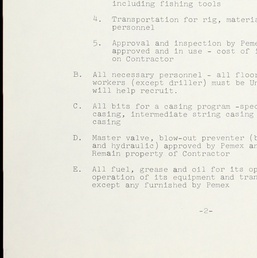 including fishing tools
4. Transportation for rig, materia
personnel
5. Approval and inspection by Peme
approved and in use - cost of i
on Contractor
B. All necessary personnel - all floor
workers (except driller) must be Un
will help recruit.
C. All bits for a casing program -spec
casing, intermediate string casing
casing
D. Master valve, blow-out preventer (b
and hydraulic) approved by Pemex an
Remain property of Contractor
E. All fuel, grease and oil for its op
operation of its equipment and tran
except any furnished by Pemex
-2-